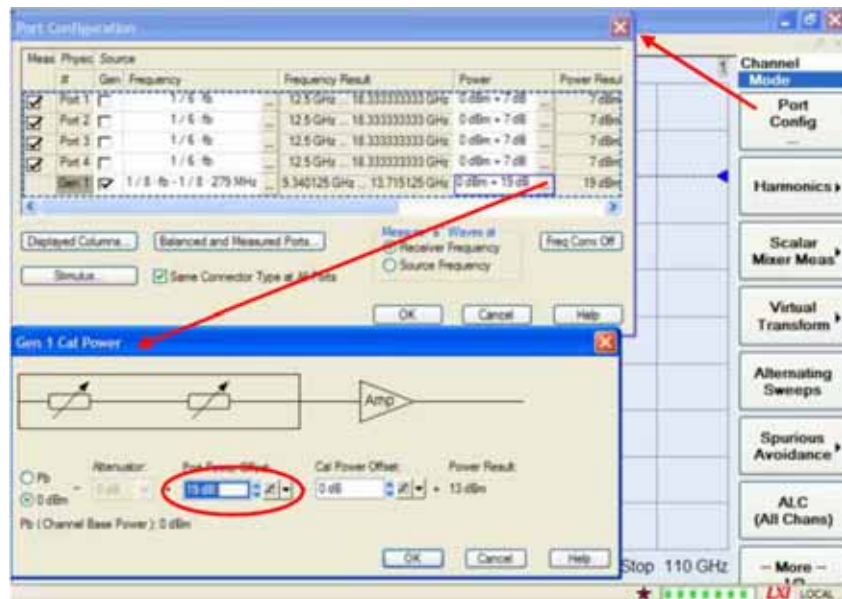 Port Configuration
Meas Physic Source
# Gen Frequency Frequency Result Power Power Resul
Port 1 1 / 6 · fb ... 12.5 GHz ... 18.333333333 GHz 0 dBm + 7 dB ... 7 dBm
Port 2 1 / 6 · fb ... 12.5 GHz ... 18.333333333 GHz 0 dBm + 7 dB ... 7 dBm
Port 3 1 / 6 · fb ... 12.5 GHz ... 18.333333333 GHz 0 dBm + 7 dB ... 7 dBm
Port 4 1 / 6 · fb ... 12.5 GHz ... 18.333333333 GHz 0 dBm + 7 dB ... 7 dBm
Gen 1 1 / 8 · fb - 1 / 8 · 279 MHz ... 9.340125 GHz ... 13.715125 GHz 0 dBm + 19 dB ... 19 dBm
Displayed Columns...
Balanced and Measured Ports...
Waves at
Receiver Frequency
Source Frequency
Freq Conv Off
Stimulus...
Same Connector Type at All Ports
OK Cancel Help
Gen 1 Cal Power
Amp
Attenuator: Port Power Offset: Cal Power Offset: Power Result:
Pb
0 dBm
- 0 dB + 19 dB 0 dB = 13 dBm
Pb (Channel Base Power): 0 dBm
OK Cancel Help
Channel
Mode
Port
Config
...
Harmonics
Scalar
Mixer Meas
Virtual
Transform
Alternating
Sweeps
Spurious
Avoidance
ALC
(All Chans)
-- More --
Stop 110 GHz
LXI LOCAL